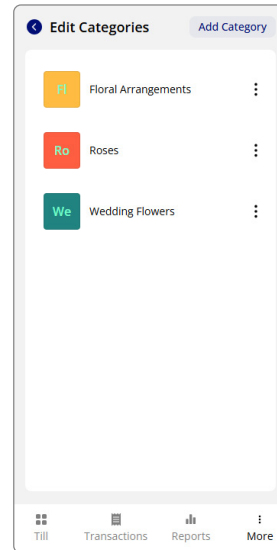 Edit Categories
Add Category
Fl
Floral Arrangements
Ro
Roses
We
Wedding Flowers
Till
Transactions
Reports
More